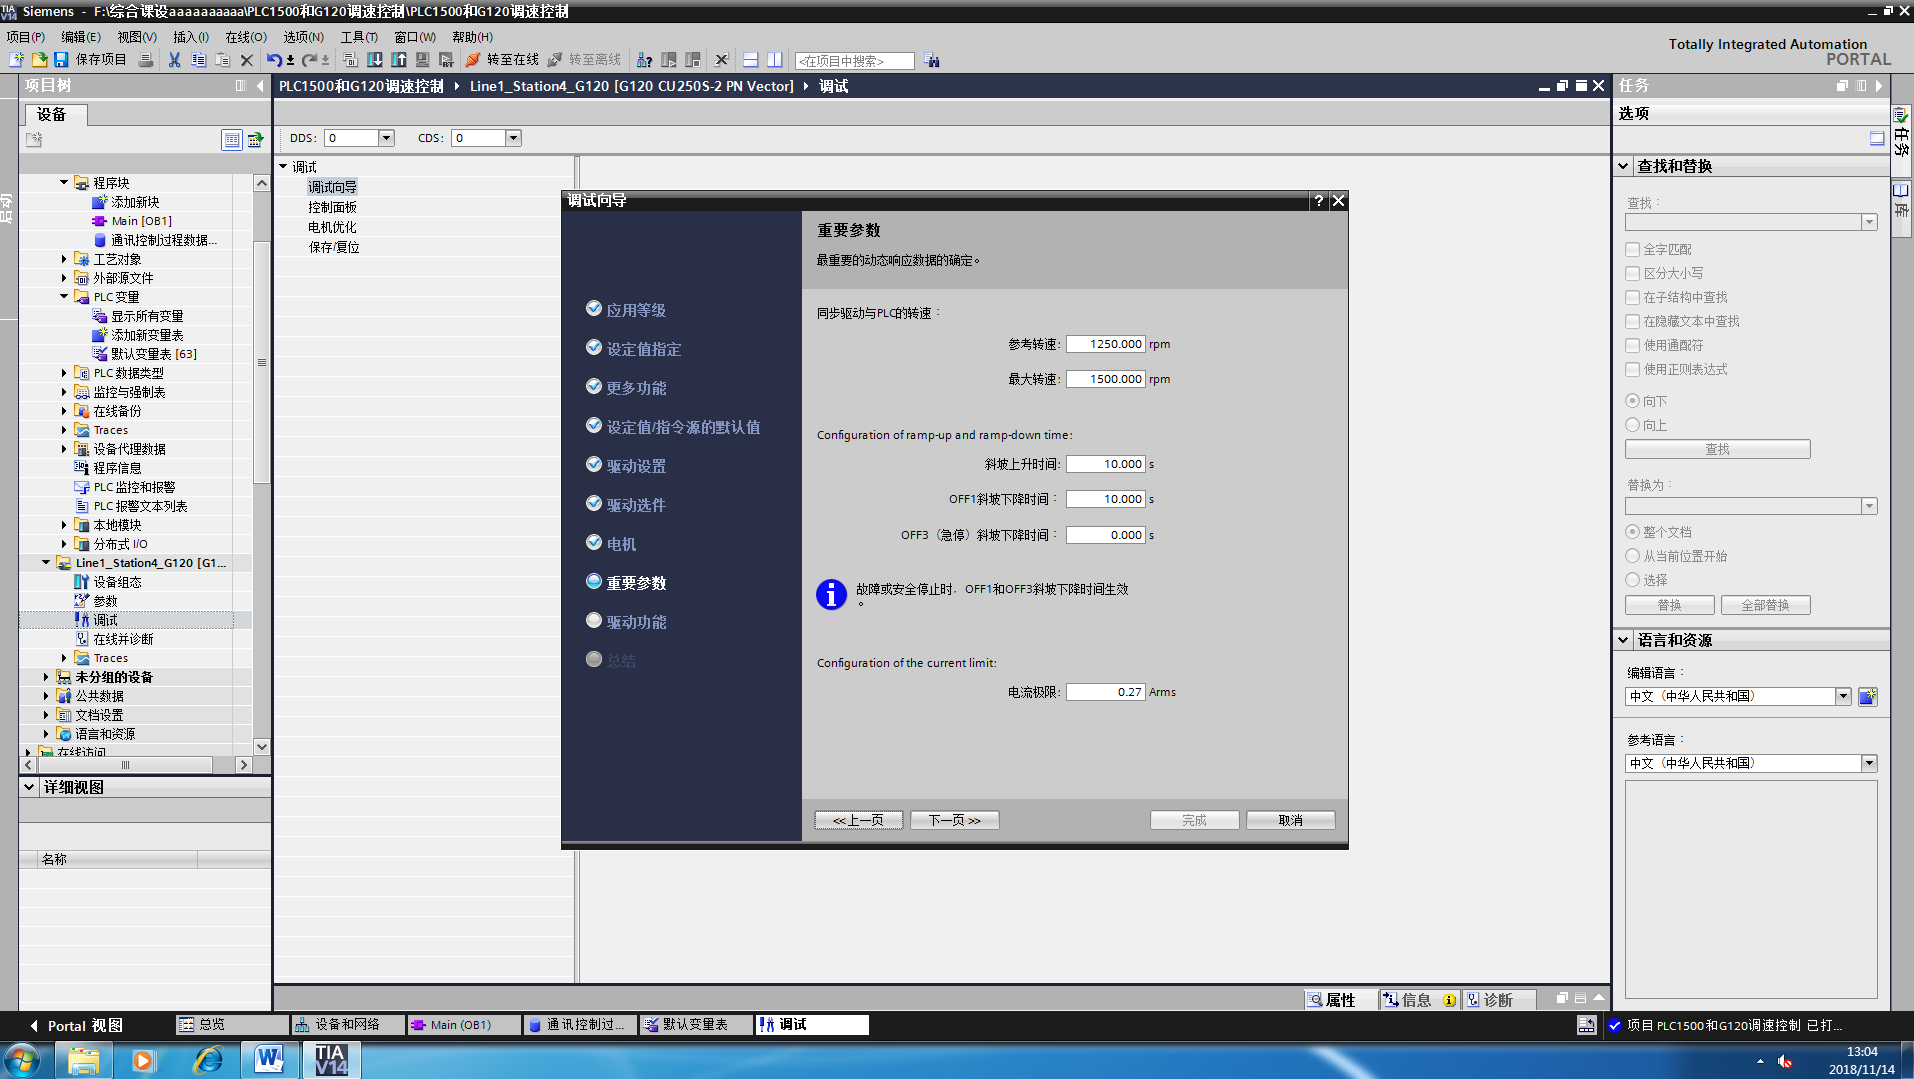 Siemens - F:\综合课设aaaaaaaaaa\PLC1500和G120调速控制\PLC1500和G120调速控制
项目(P) 编辑(E) 视图(V) 插入(I) 在线(O) 选项(N) 工具(T) 窗口(W) 帮助(H)
保存项目 转至在线 转至离线 <在项目中搜索>
Totally Integrated Automation
PORTAL
项目树
设备
启动
程序块
添加新块
Main [OB1]
通讯控制过程数据...
工艺对象
外部源文件
PLC 变量
显示所有变量
添加新变量表
默认变量表 [63]
PLC 数据类型
监控与强制表
在线备份
Traces
设备代理数据
程序信息
PLC 监控和报警
PLC 报警文本列表
本地模块
分布式 I/O
Line1_Station4_G120 [G1...
设备组态
参数
调试
在线并诊断
Traces
未分组的设备
公共数据
文档设置
语言和资源
在线访问
详细视图
名称
PLC1500和G120调速控制 Line1_Station4_G120 [G120 CU250S-2 PN Vector] 调试
DDS: 0 CDS: 0
调试
调试向导
控制面板
电机优化
保存/复位
调试向导
应用等级
设定值指定
更多功能
设定值/指令源的默认值
驱动设置
驱动选件
电机
重要参数
驱动功能
总结
重要参数
最重要的动态响应数据的确定。
同步驱动与PLC的转速：
参考转速: 1250.000 rpm
最大转速: 1500.000 rpm
Configuration of ramp-up and ramp-down time:
斜坡上升时间: 10.000 s
OFF1斜坡下降时间： 10.000 s
OFF3（急停）斜坡下降时间： 0.000 s
故障或安全停止时，OFF1和OFF3斜坡下降时间生效
。
Configuration of the current limit:
电流极限: 0.27 Arms
<<上一页 下一页 >> 完成 取消
任务
选项
查找和替换
查找：
全字匹配
区分大小写
在子结构中查找
在隐藏文本中查找
使用通配符
使用正则表达式
向下
向上
查找
替换为：
整个文档
从当前位置开始
选择
替换 全部替换
语言和资源
编辑语言：
中文（中华人民共和国）
参考语言：
中文（中华人民共和国）
任务
库
属性 信息 诊断
Portal 视图 总览 设备和网络 Main (OB1) 通讯控制过... 默认变量表 调试
项目 PLC1500和G120调速控制 已打...
TIA
V14
13:04
2018/11/14